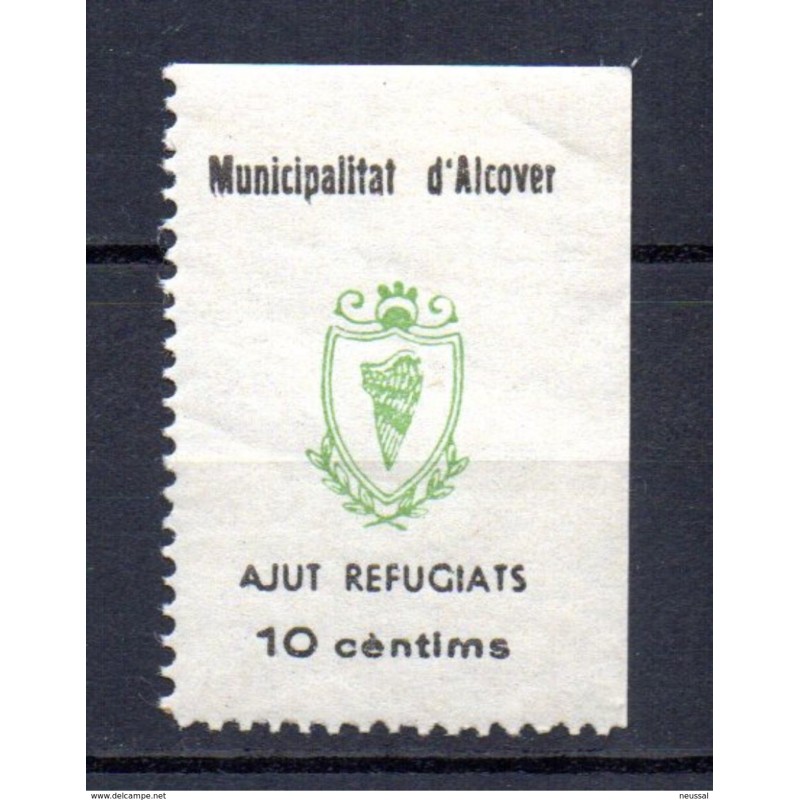 Municipalitat d'Alcover
AJUT REFUGIATS
10 cèntims
www.delcampe.net
neussal